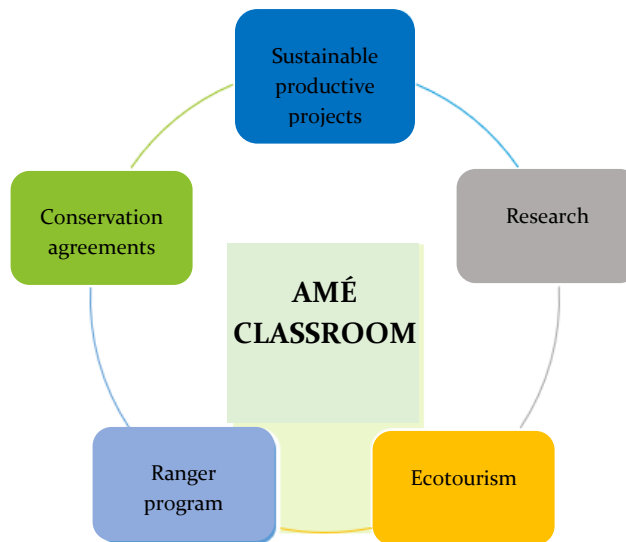 Sustainable
productive
projects
Conservation
agreements
Research
AMÉ
CLASSROOM
Ranger
program
Ecotourism